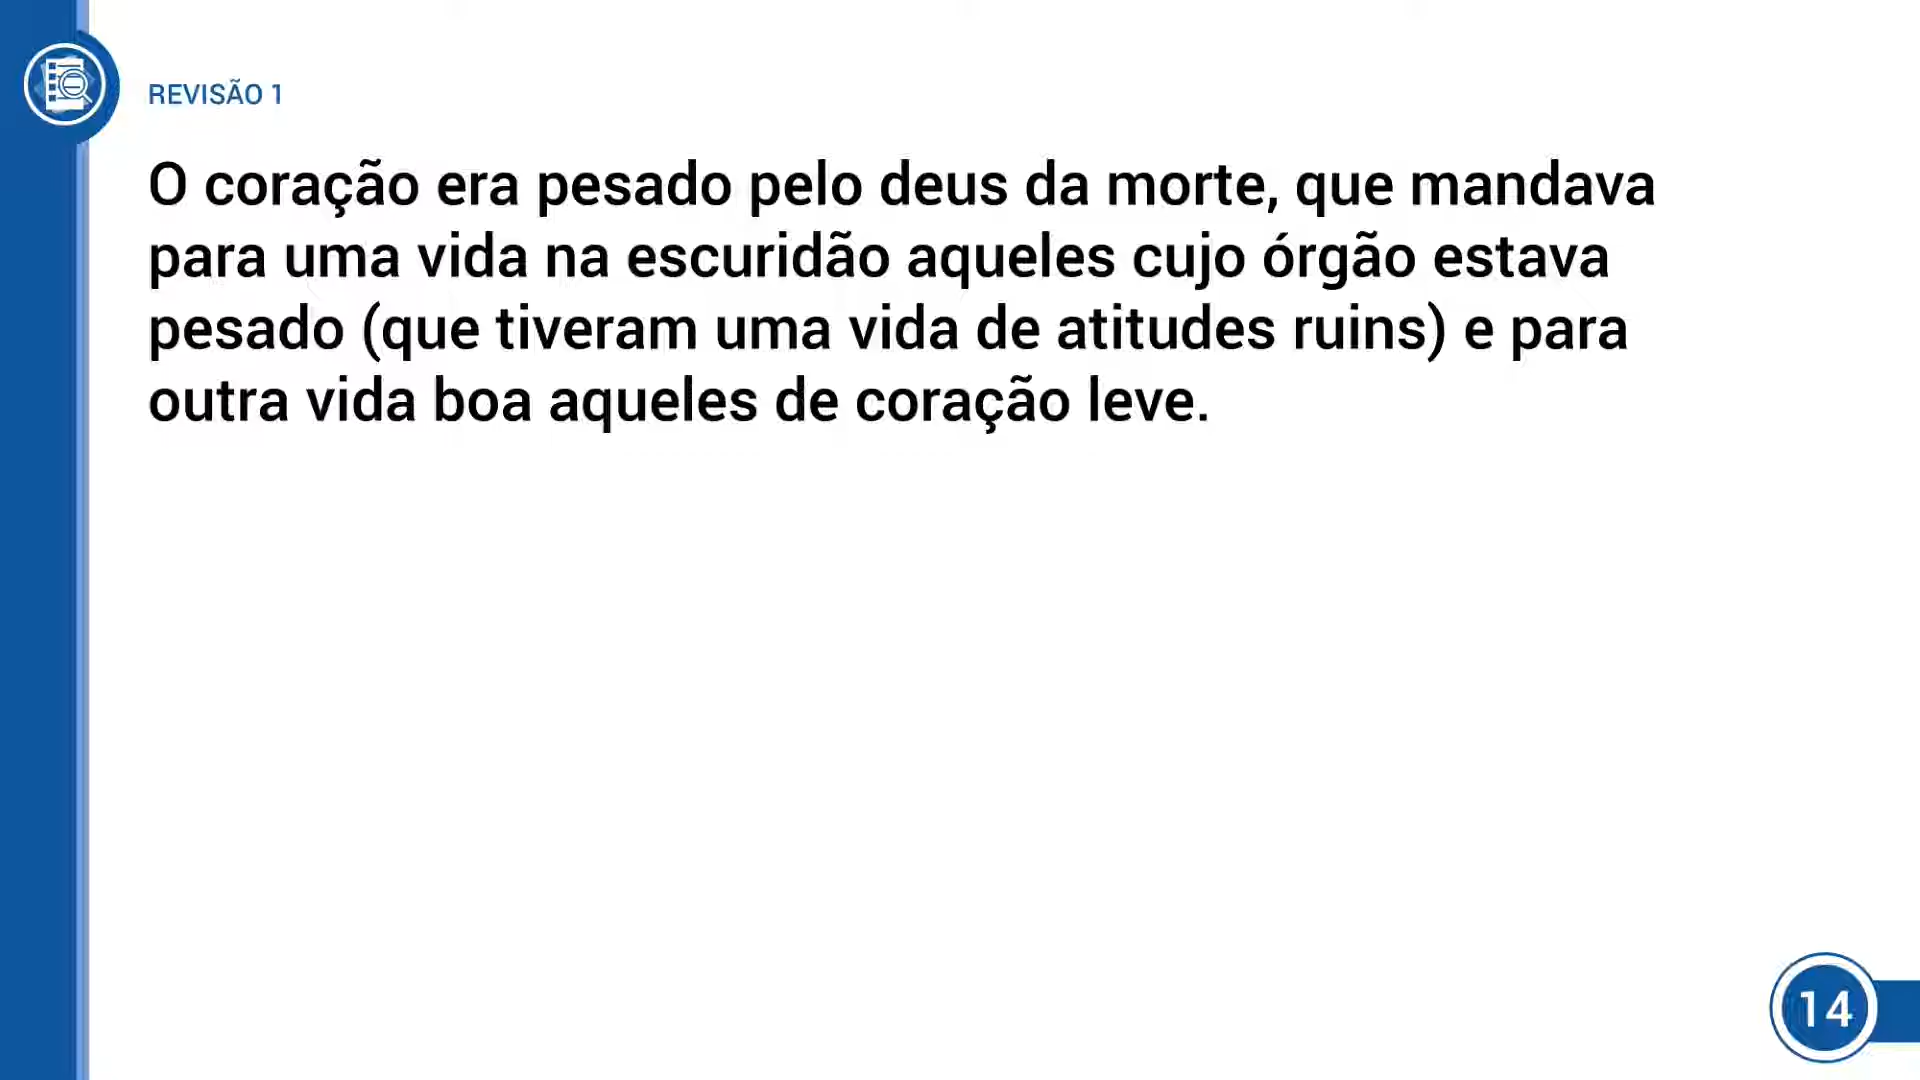 REVISÃO 1
O coração era pesado pelo deus da morte, que mandava
para uma vida na escuridão aqueles cujo órgão estava
pesado (que tiveram uma vida de atitudes ruins) e para
outra vida boa aqueles de coração leve.
14